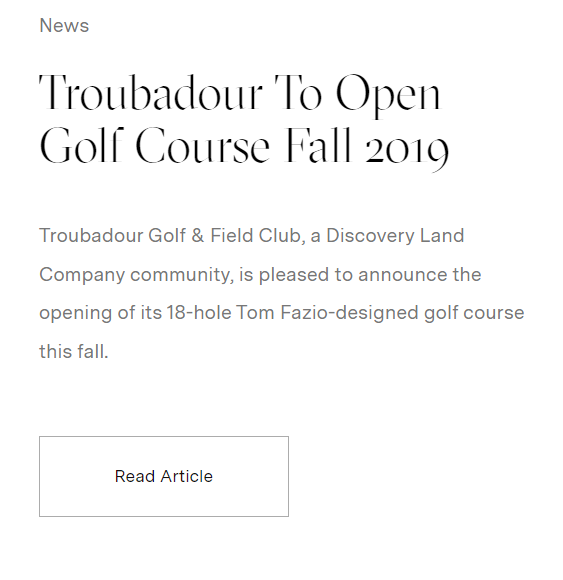 News
Troubadour To Open
Golf Course Fall 2019
Troubadour Golf & Field Club, a Discovery Land
Company community, is pleased to announce the
opening of its 18-hole Tom Fazio-designed golf course
this fall.
Read Article